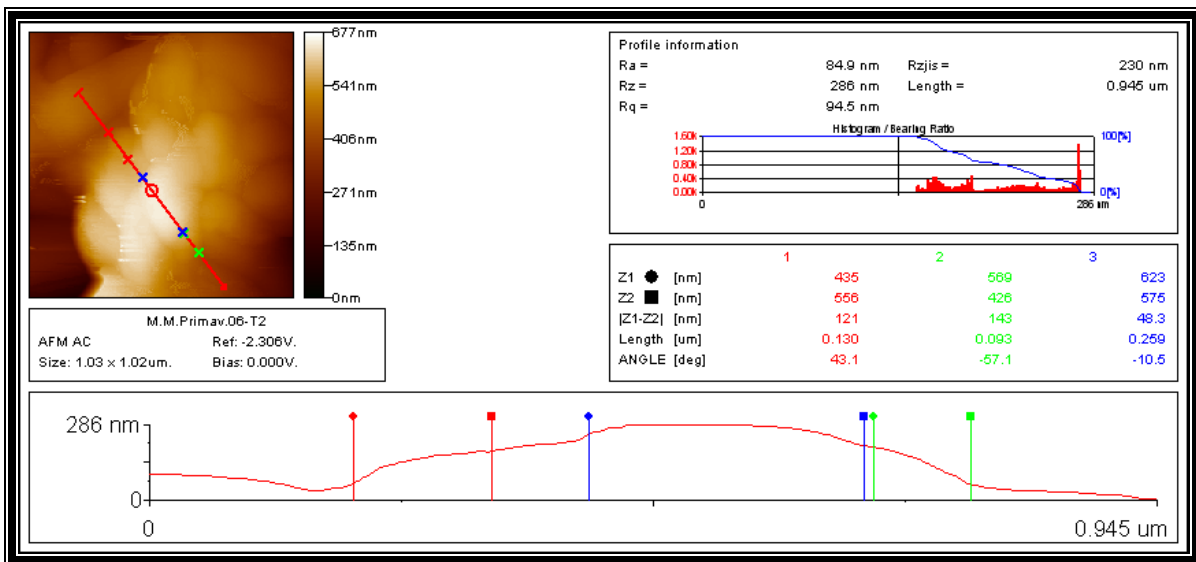 677nm
541nm
406nm
271nm
135nm
0nm
M.M.Primav.06-T2
AFM AC Ref: -2.306V.
Size: 1.03 x 1.02um. Bias: 0.000V.
Profile information
Ra = 84.9 nm Rzjis = 230 nm
Rz = 286 nm Length = 0.945 um
Rq = 94.5 nm
Histogram / Bearing Ratio
1.60k 100[%]
1.20k
0.80k
0.40k
0.00k 0[%]
0 286 nm
1 2 3
Z1 [nm] 435 569 623
Z2 [nm] 556 426 575
|Z1-Z2| [nm] 121 143 48.3
Length [um] 0.130 0.093 0.259
ANGLE [deg] 43.1 -57.1 -10.5
286 nm
0
0 0.945 um